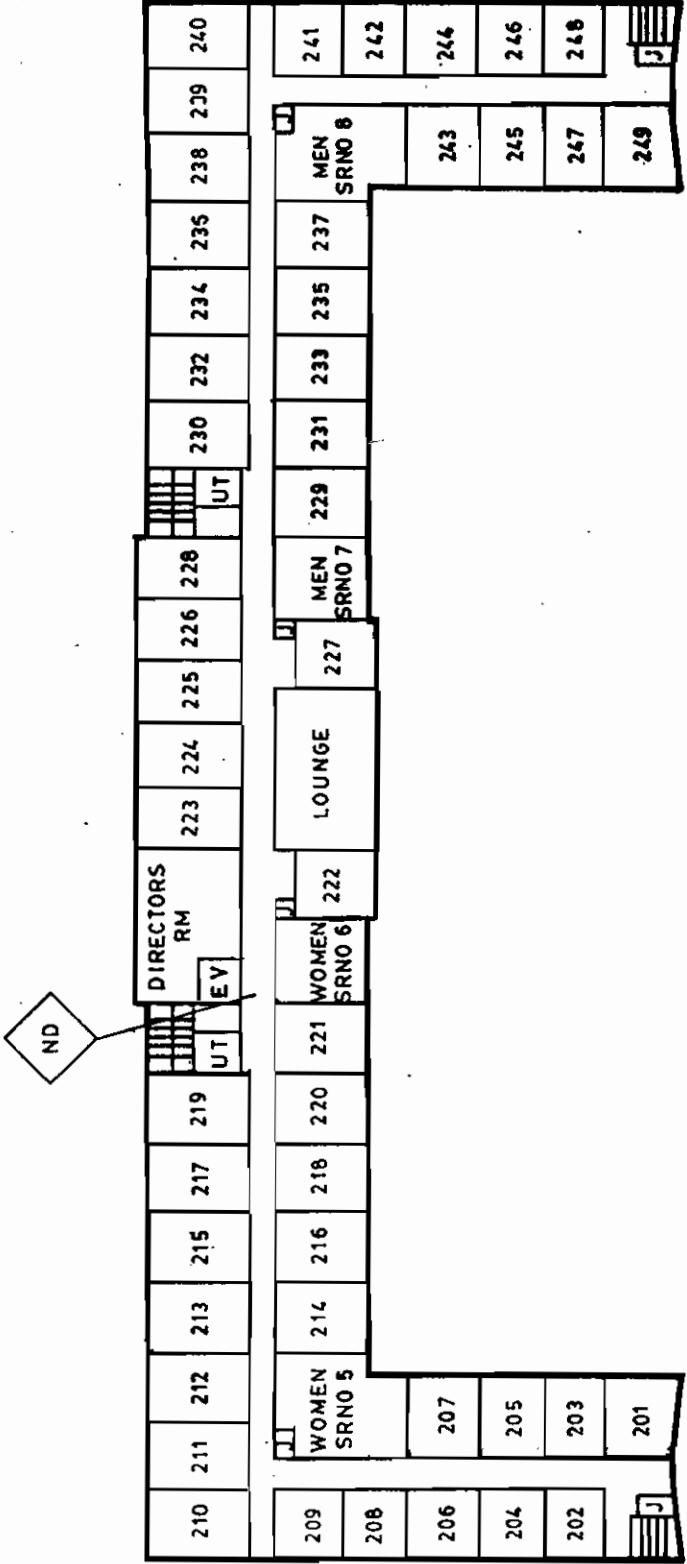 ND
210
211
212
213
215
217
219
UT
EV
DIRECTORS
RM
223
224
225
226
228
UT
230
232
234
235
238
239
240
209
J
WOMEN
SRNO 5
214
216
218
220
221
WOMEN
SRNO 6
J
222
LOUNGE
227
J
MEN
SRNO 7
229
231
233
235
237
MEN
SRNO 8
J
241
208
242
206
207
243
244
204
205
245
246
202
203
247
248
J
201
249
J